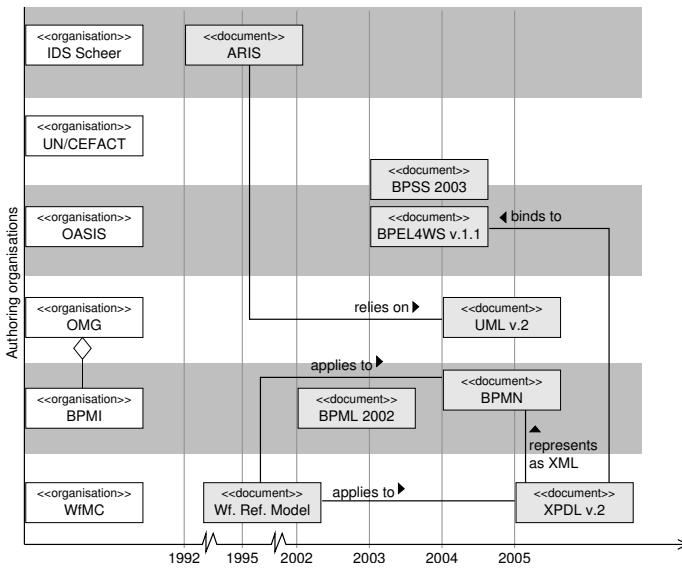 Authoring organisations
<<organisation>>
IDS Scheer
<<document>>
ARIS
<<organisation>>
UN/CEFACT
<<document>>
BPSS 2003
<<organisation>>
OASIS
<<document>>
BPEL4WS v.1.1
binds to
<<organisation>>
OMG
relies on
<<document>>
UML v.2
applies to
<<organisation>>
BPMI
<<document>>
BPML 2002
<<document>>
BPMN
represents
as XML
<<organisation>>
WfMC
<<document>>
Wf. Ref. Model
applies to
<<document>>
XPDL v.2
1992 1995 2002 2003 2004 2005